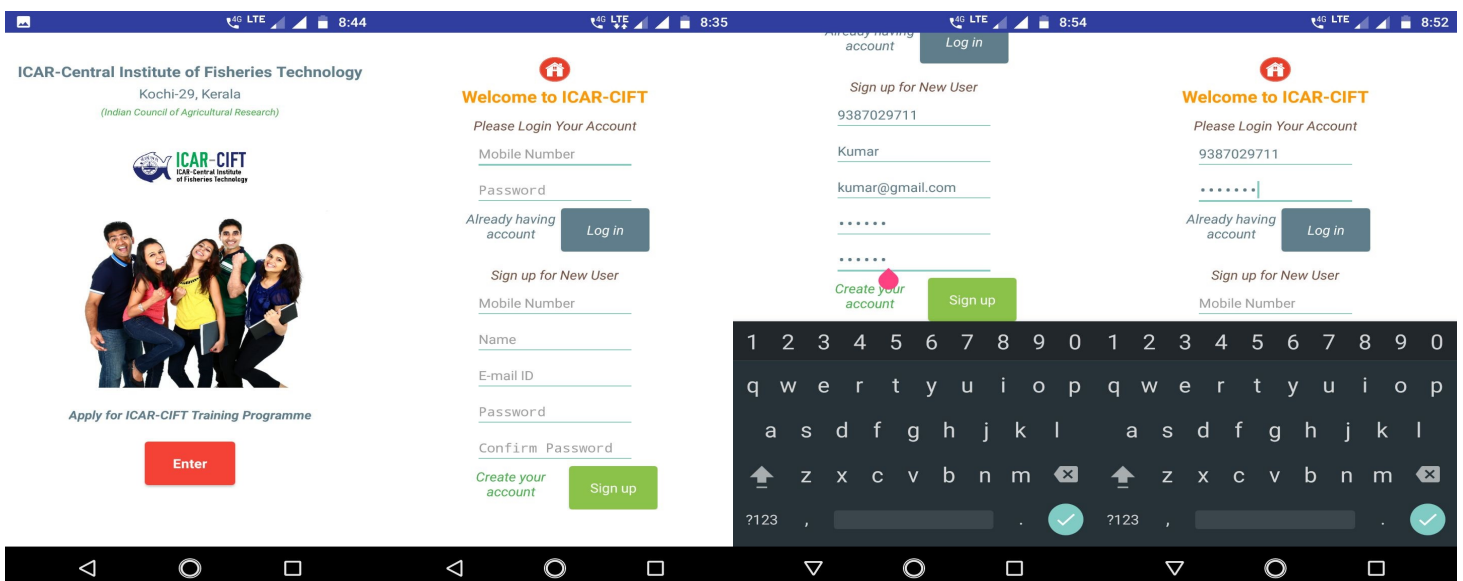 4G LTE 8:44
ICAR-Central Institute of Fisheries Technology
Kochi-29, Kerala
(Indian Council of Agricultural Research)
ICAR-CIFT
ICAR-Central Institute
of Fisheries Technology
Apply for ICAR-CIFT Training Programme
Enter
4G LTE 8:35
Welcome to ICAR-CIFT
Please Login Your Account
Mobile Number
Password
Already having
account
Log in
Sign up for New User
Mobile Number
Name
E-mail ID
Password
Confirm Password
Create your
account
Sign up
4G LTE 8:54
Already having
account
Log in
Sign up for New User
9387029711
Kumar
kumar@gmail.com
••••••
••••••
Create your
account
Sign up
1 2 3 4 5 6 7 8 9 0
q w e r t y u i o p
a s d f g h j k l
z x c v b n m
?123 , .
4G LTE 8:52
Welcome to ICAR-CIFT
Please Login Your Account
9387029711
•••••••
Already having
account
Log in
Sign up for New User
Mobile Number
1 2 3 4 5 6 7 8 9 0
q w e r t y u i o p
a s d f g h j k l
z x c v b n m
?123 , .